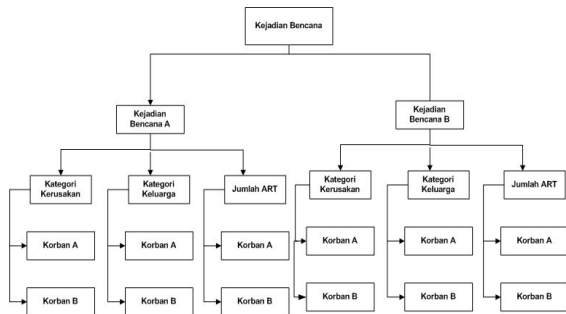 Kejadian Bencana
Kejadian
Bencana A
Kejadian
Bencana B
Kategori
Kerusakan
Kategori
Keluarga
Jumlah ART
Kategori
Kerusakan
Kategori
Keluarga
Jumlah ART
Korban A
Korban A
Korban A
Korban A
Korban A
Korban A
Korban B
Korban B
Korban B
Korban B
Korban B
Korban B